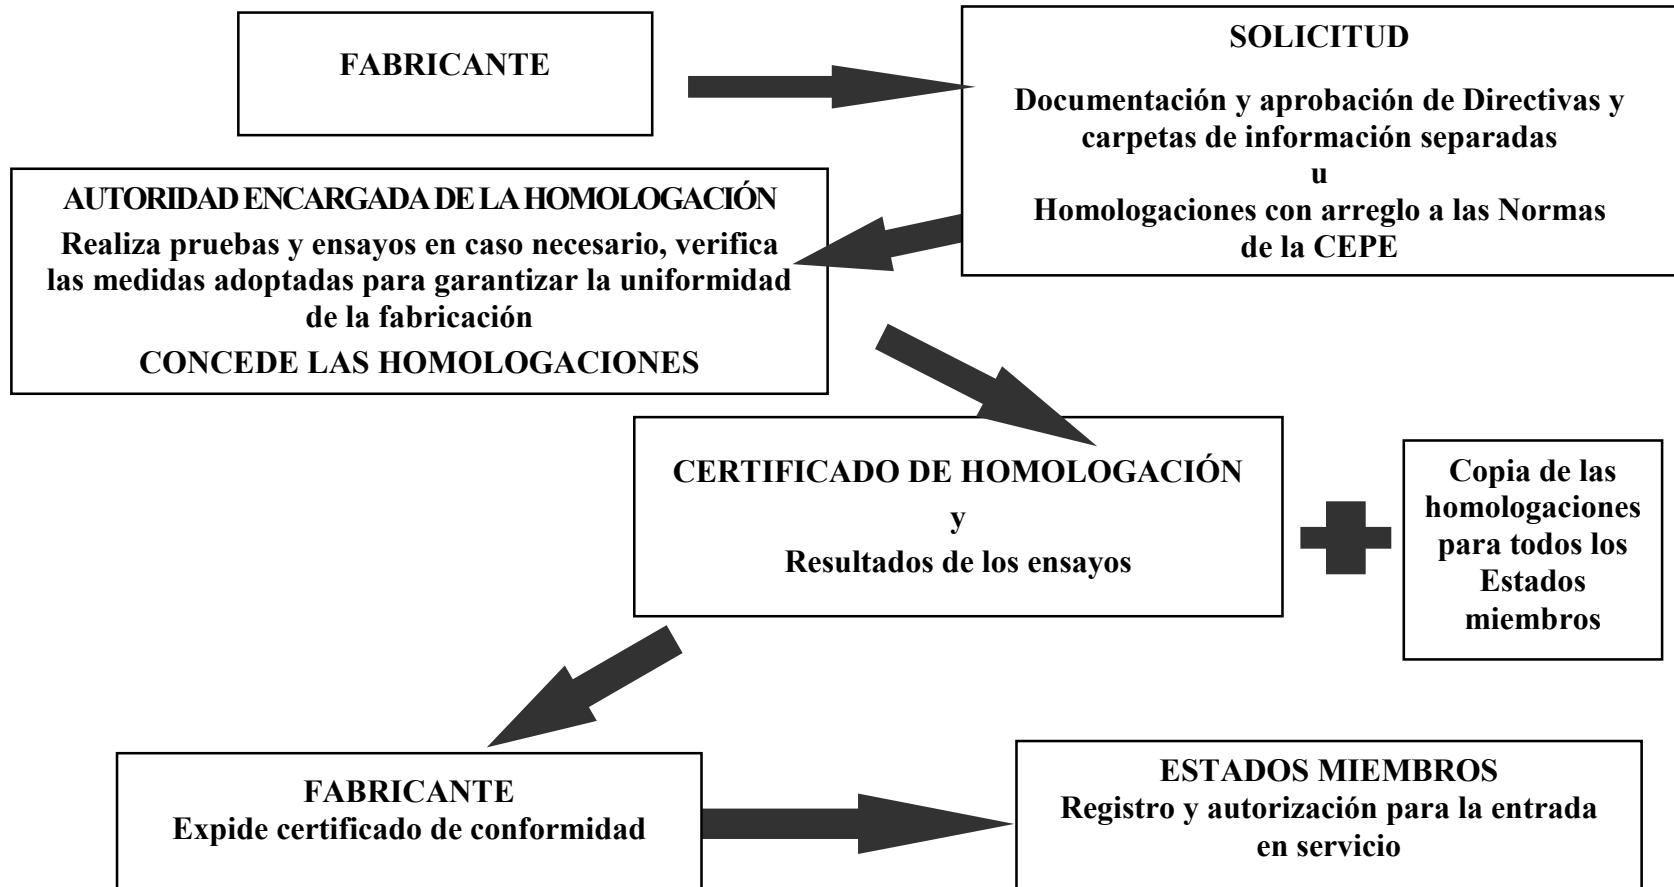 FABRICANTE
SOLICITUD
Documentación y aprobación de Directivas y
carpetas de información separadas
u
Homologaciones con arreglo a las Normas
de la CEPE
AUTORIDAD ENCARGADA DE LA HOMOLOGACIÓN
Realiza pruebas y ensayos en caso necesario, verifica
las medidas adoptadas para garantizar la uniformidad
de la fabricación
CONCEDE LAS HOMOLOGACIONES
CERTIFICADO DE HOMOLOGACIÓN
y
Resultados de los ensayos
Copia de las
homologaciones
para todos los
Estados
miembros
FABRICANTE
Expide certificado de conformidad
ESTADOS MIEMBROS
Registro y autorización para la entrada
en servicio